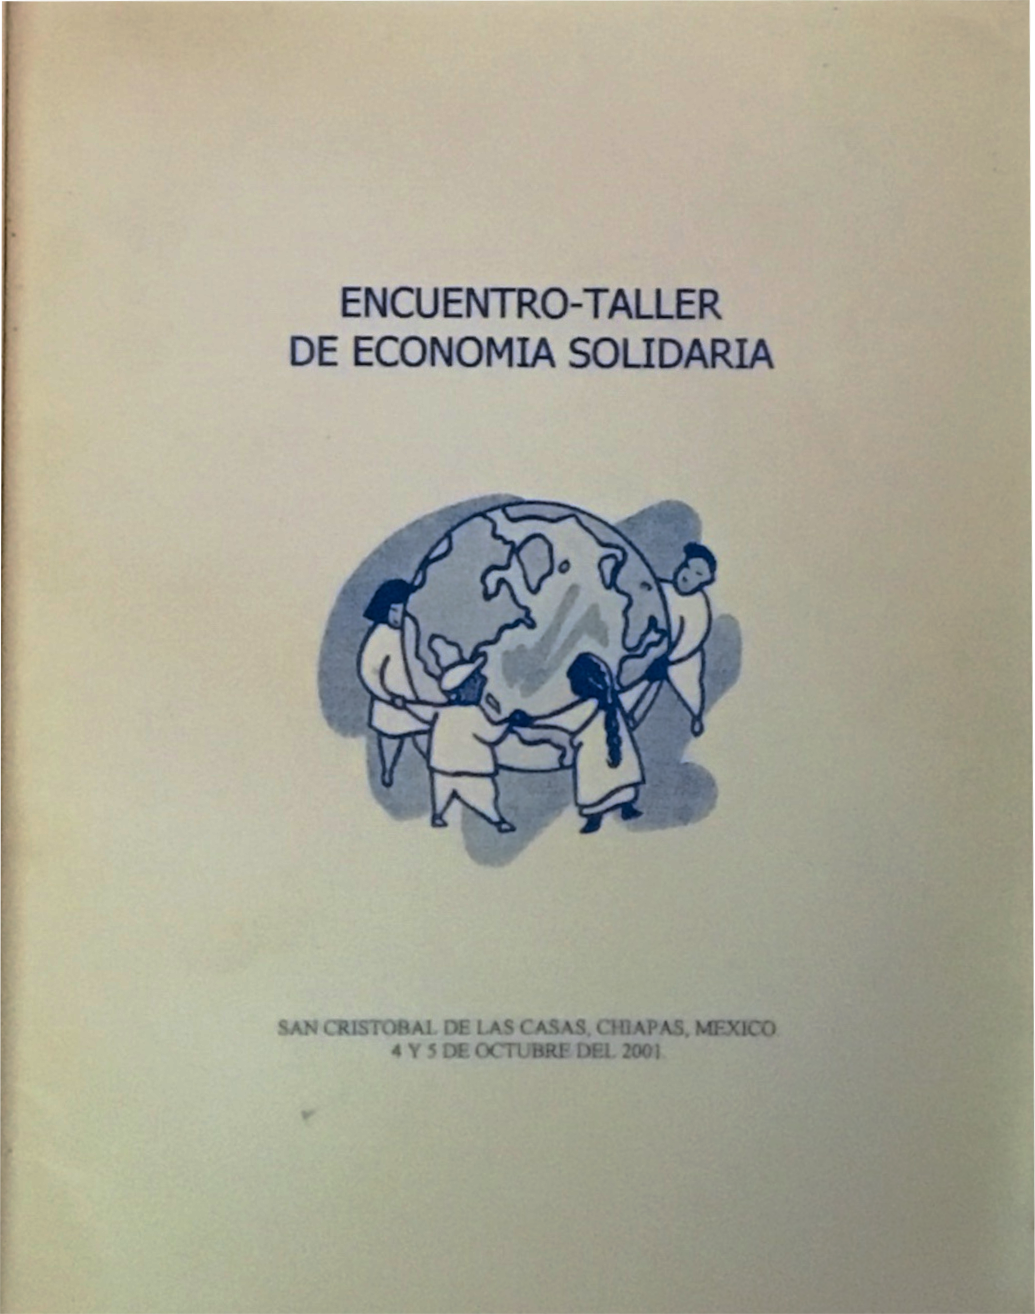 ENCUENTRO-TALLER
DE ECONOMIA SOLIDARIA
SAN CRISTOBAL DE LAS CASAS, CHIAPAS, MEXICO
4 Y 5 DE OCTUBRE DEL 2001.